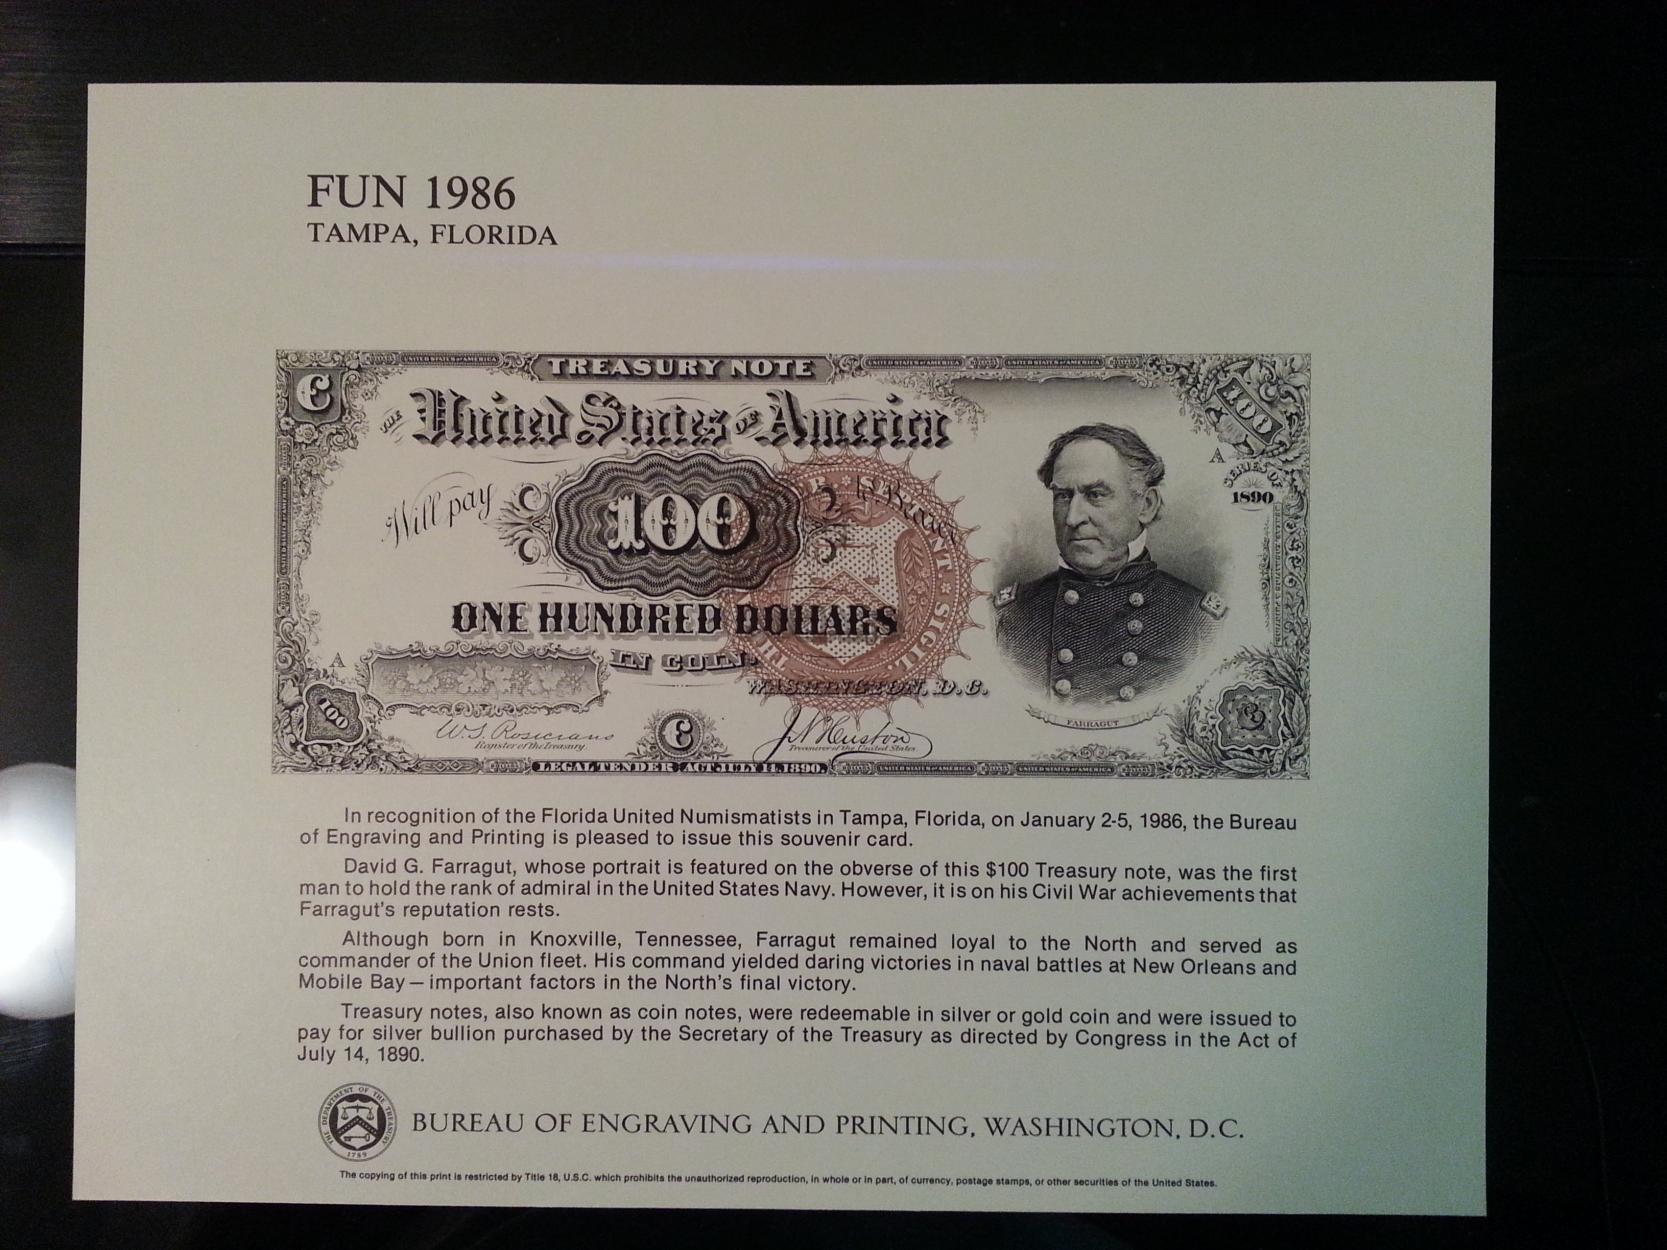 FUN 1986
TAMPA, FLORIDA
TREASURY NOTE
THE United States OF America
Will pay
100
To Bearer
ONE HUNDRED DOLLARS
IN COIN.
WASHINGTON, D.C.
100
A
SERIES OF
1890
A
100
W.S. Rosecrans
Register of the Treasury.
C
J N Huston
Treasurer of the United States
FARRAGUT
LEGAL TENDER ACT JULY 14, 1890.
In recognition of the Florida United Numismatists in Tampa, Florida, on January 2-5, 1986, the Bureau
of Engraving and Printing is pleased to issue this souvenir card.
David G. Farragut, whose portrait is featured on the obverse of this $100 Treasury note, was the first
man to hold the rank of admiral in the United States Navy. However, it is on his Civil War achievements that
Farragut's reputation rests.
Although born in Knoxville, Tennessee, Farragut remained loyal to the North and served as
commander of the Union fleet. His command yielded daring victories in naval battles at New Orleans and
Mobile Bay — important factors in the North's final victory.
Treasury notes, also known as coin notes, were redeemable in silver or gold coin and were issued to
pay for silver bullion purchased by the Secretary of the Treasury as directed by Congress in the Act of
July 14, 1890.
THE DEPARTMENT OF THE TREASURY
1789
BUREAU OF ENGRAVING AND PRINTING, WASHINGTON, D.C.
The copying of this print is restricted by Title 18, U.S.C. which prohibits the unauthorized reproduction, in whole or in part, of currency, postage stamps, or other securities of the United States.